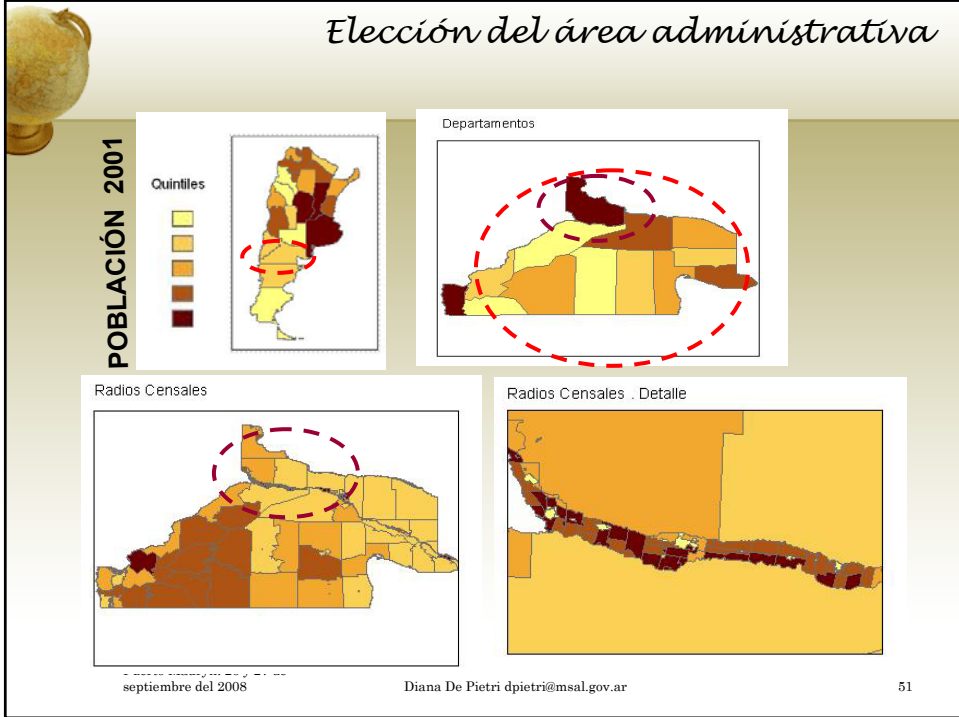 Elección del área administrativa
POBLACIÓN 2001
Quintiles
Departamentos
Radios Censales
Radios Censales . Detalle
septiembre del 2008
Diana De Pietri dpietri@msal.gov.ar
51